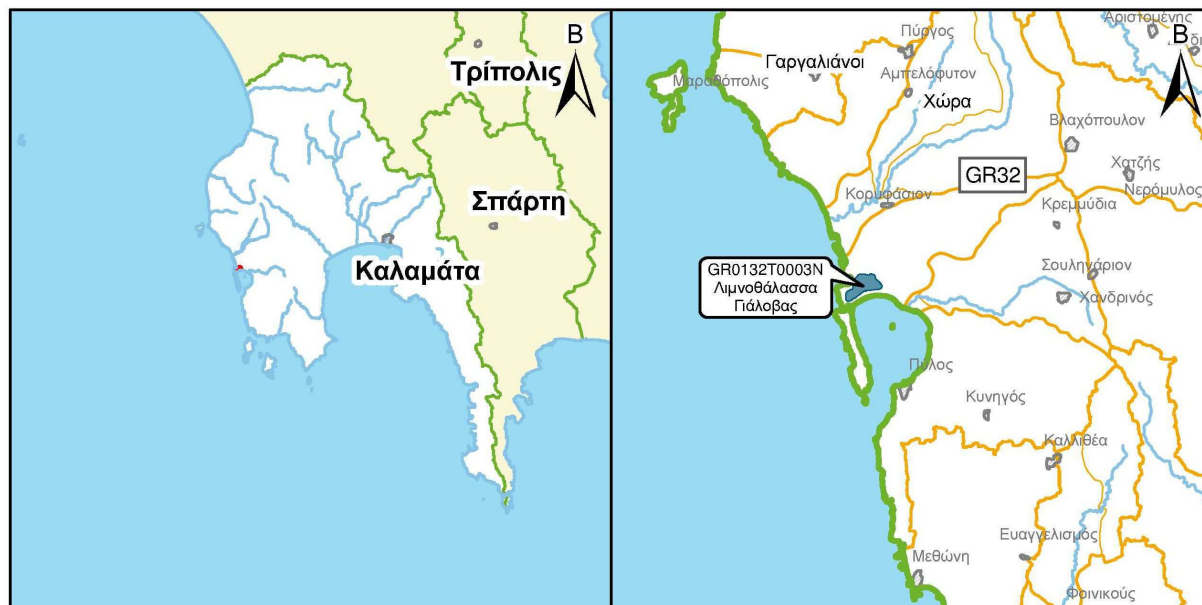 Β
Τρίπολις
Σπάρτη
Καλαμάτα
Αριστομένης
Πύργος
Β
Γαργαλιάνοι
Μαραθόπολις
Αμπελόφυτον
Χώρα
Βλαχόπουλον
Χατζής
GR32
Νερόμυλος
Κορυφάσιον
Κρεμμύδια
GR0132T0003N
Λιμνοθάλασσα
Γιάλοβας
Σουληνάριον
Χανδρινός
Πύλος
Κυνηγός
Καλλιθέα
Ευαγγελισμός
Μεθώνη
Φοινικούς